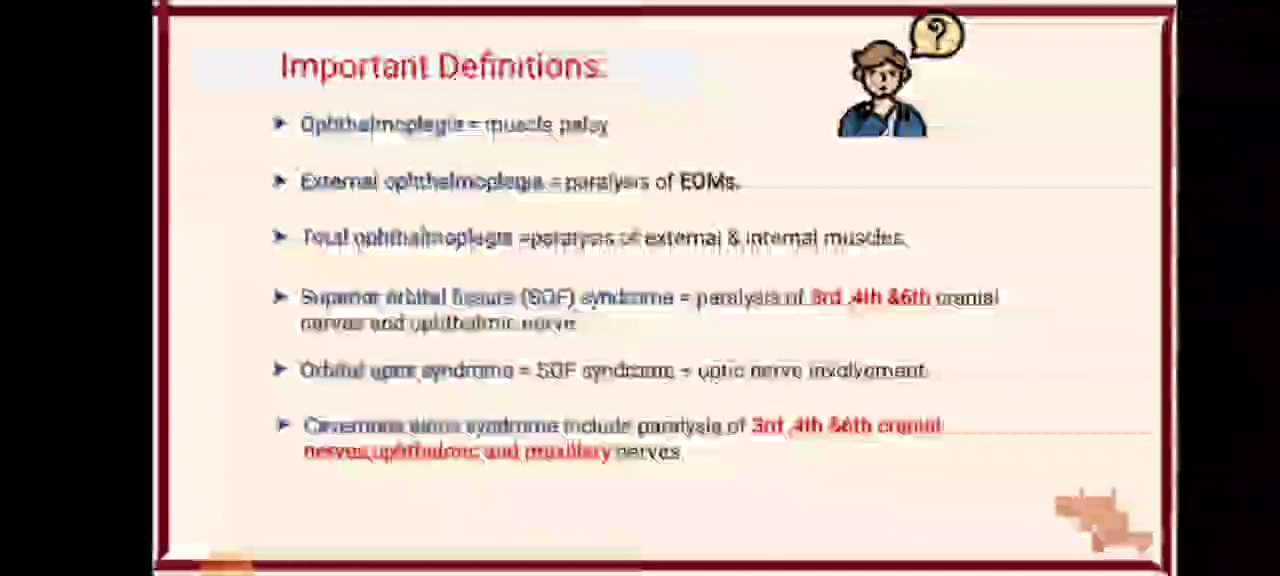 Important Definitions:
➤ Ophthalmoplegia = muscle palsy
➤ External ophthalmoplegia = paralysis of EOMs.
➤ Total ophthalmoplegia =paralysis of external & internal muscles.
➤ Superior orbital fissure (SOF) syndrome = paralysis of 3rd ,4th &6th cranial
nerves and ophthalmic nerve
➤ Orbital apex syndrome = SOF syndrome + optic nerve involvement.
➤ Cavernous sinus syndrome include paralysis of 3rd ,4th &6th cranial
nerves,ophthalmic and maxillary nerves.
?